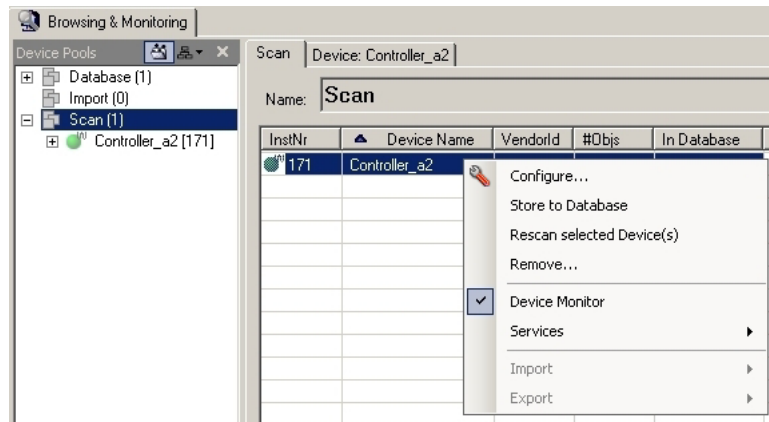 Browsing & Monitoring
Device Pools
Database (1)
Import (0)
Scan (1)
Controller_a2 [171]
Scan Device: Controller_a2
Name: Scan
InstNr Device Name VendorId #Objs In Database
171 Controller_a2
Configure...
Store to Database
Rescan selected Device(s)
Remove...
Device Monitor
Services
Import
Export